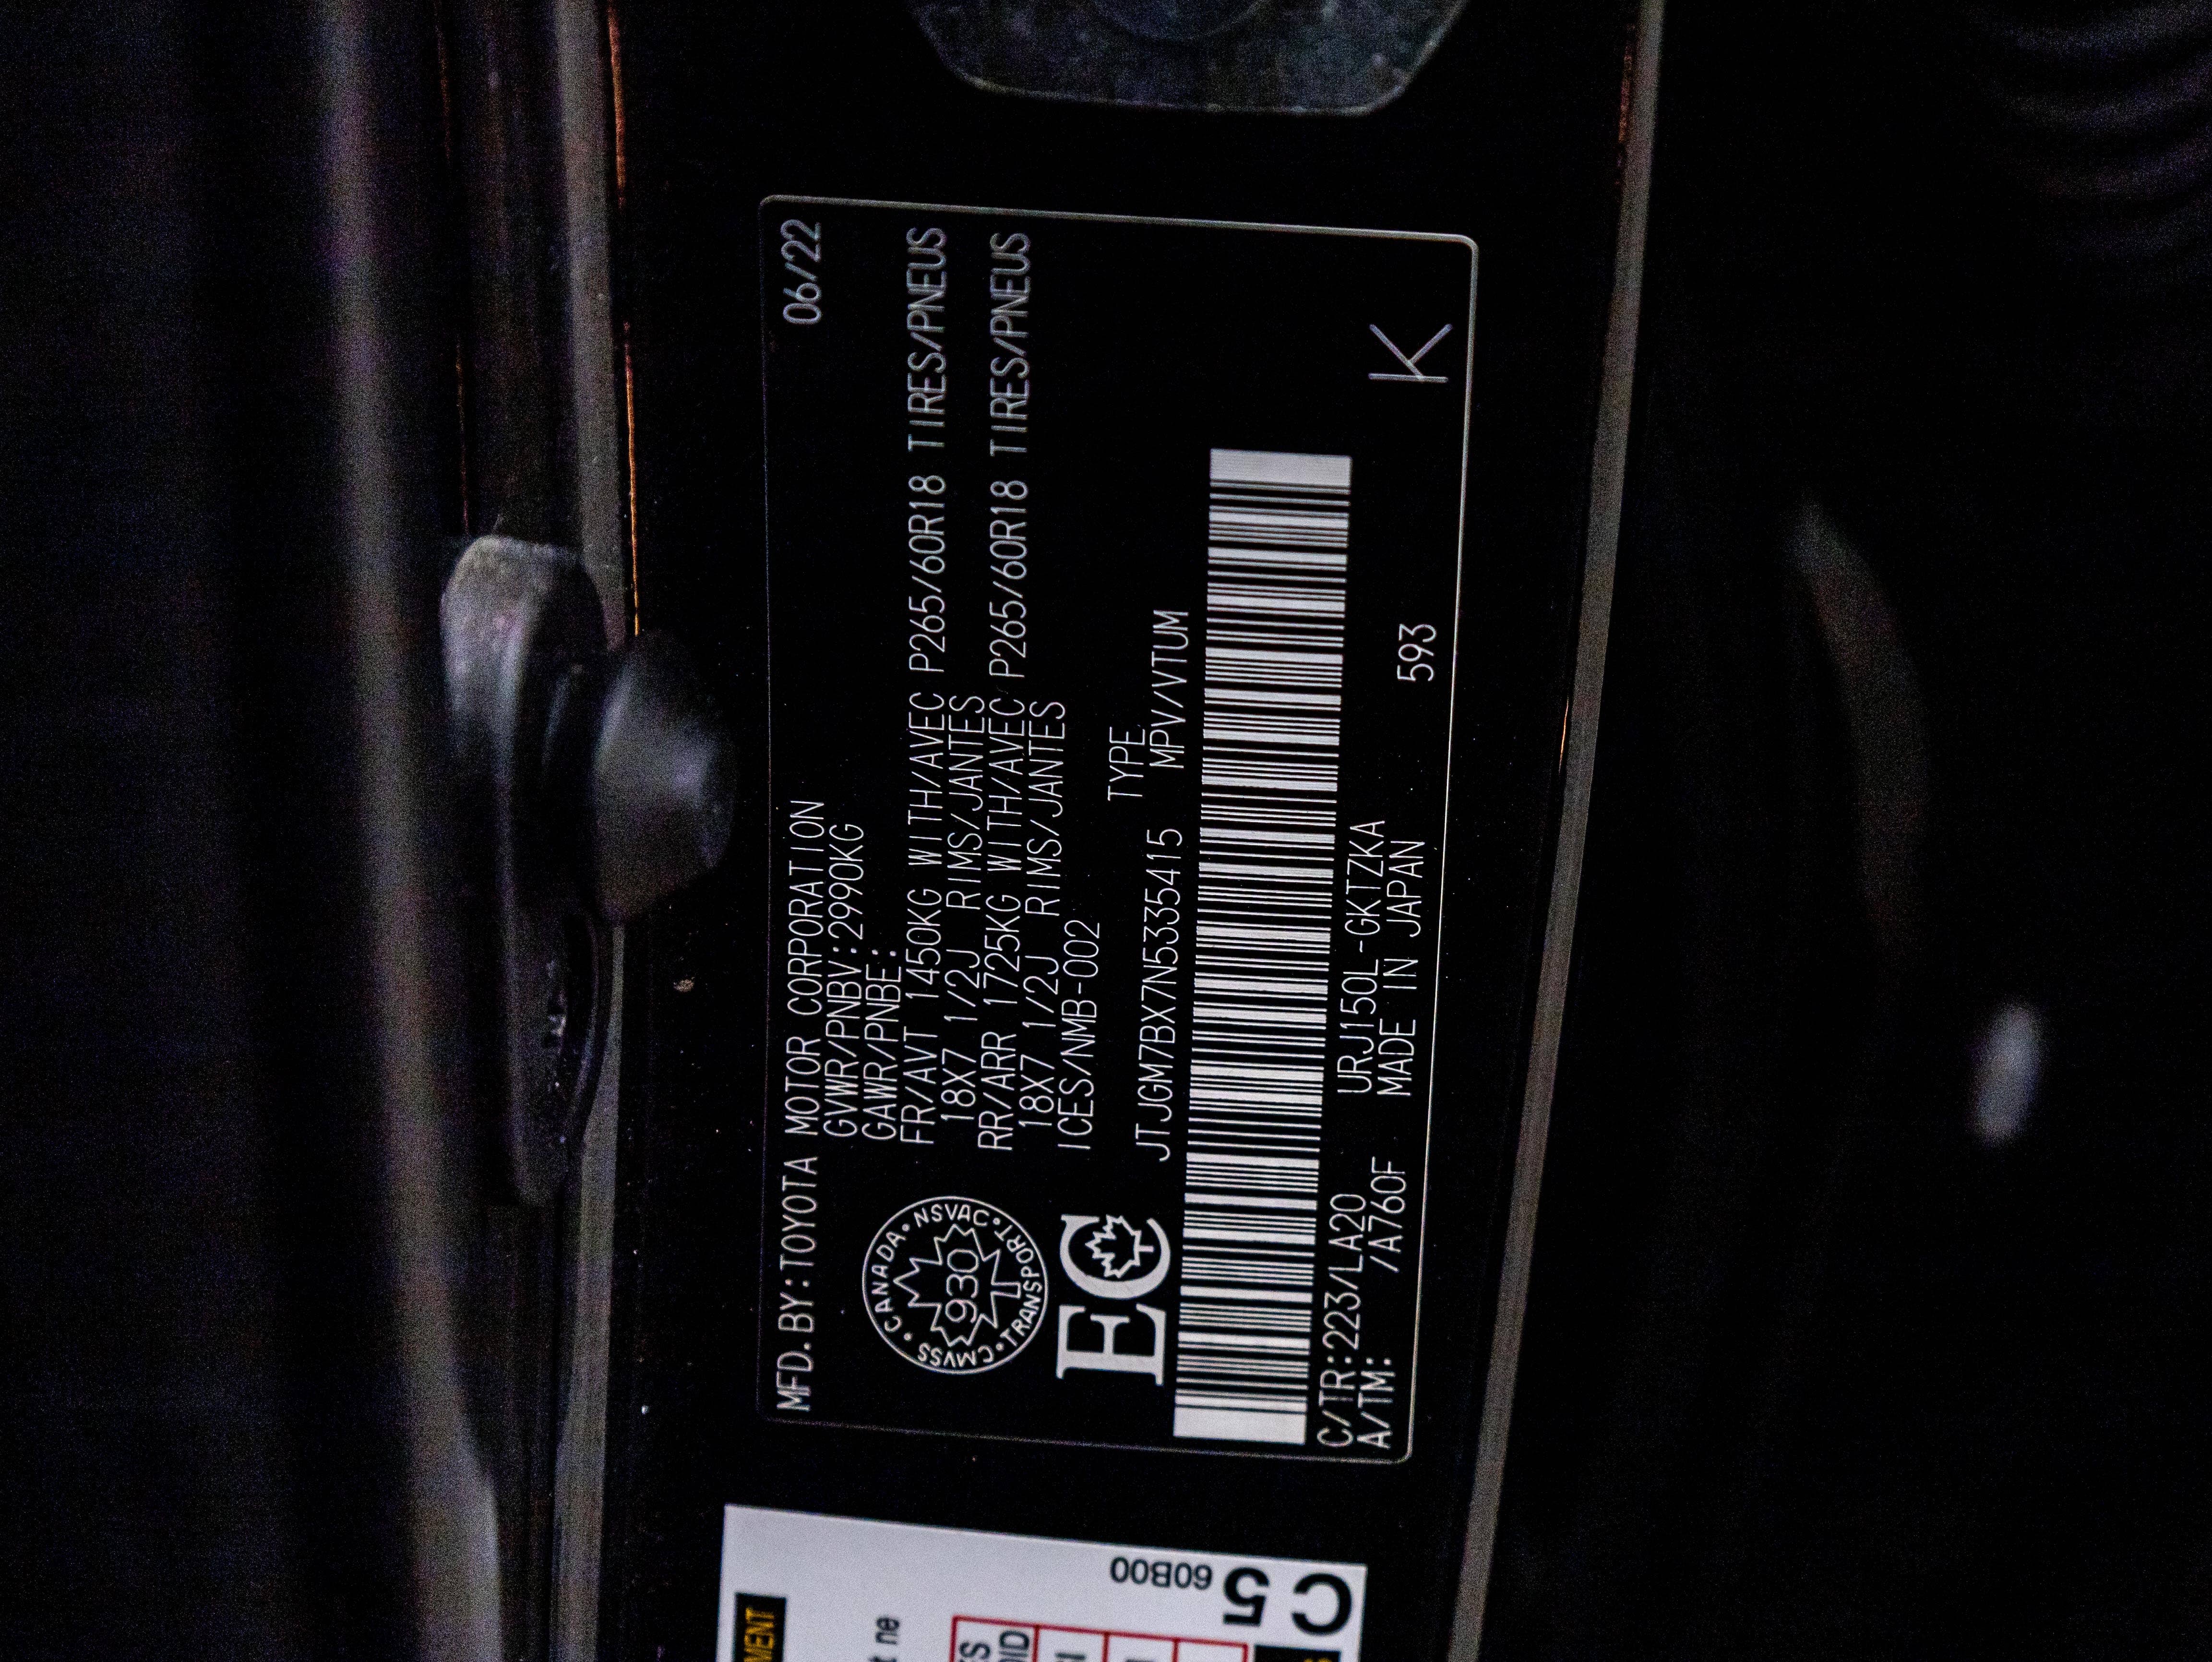 MFD.BY:TOYOTA MOTOR CORPORATION 06/22
GVWR/PNBV:2990KG
GAWR/PNBE:
FR/AVT 1450KG WITH/AVEC P265/60R18 TIRES/PNEUS
18X7 1/2J RIMS/JANTES
RR/ARR 1725KG WITH/AVEC P265/60R18 TIRES/PNEUS
18X7 1/2J RIMS/JANTES
ICES/NMB-002
CANADA • NSVAC • TRANSPORT • CMVSS •
930
EC
TYPE
JTJGM7BX7N5335415 MPV/VTUM
C/TR:223/LA20 URJ150L-GKTZKA
A/TM: /A760F MADE IN JAPAN 593
K
60B00
C5
ne